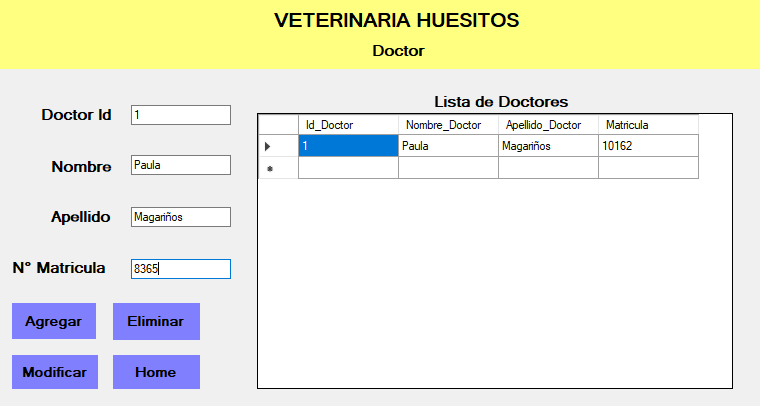 VETERINARIA HUESITOS
Doctor
Doctor Id 1
Nombre Paula
Apellido Magariños
N° Matricula 8365
Agregar Eliminar
Modificar Home
Lista de Doctores
Id_Doctor Nombre_Doctor Apellido_Doctor Matricula
1 Paula Magariños 10162